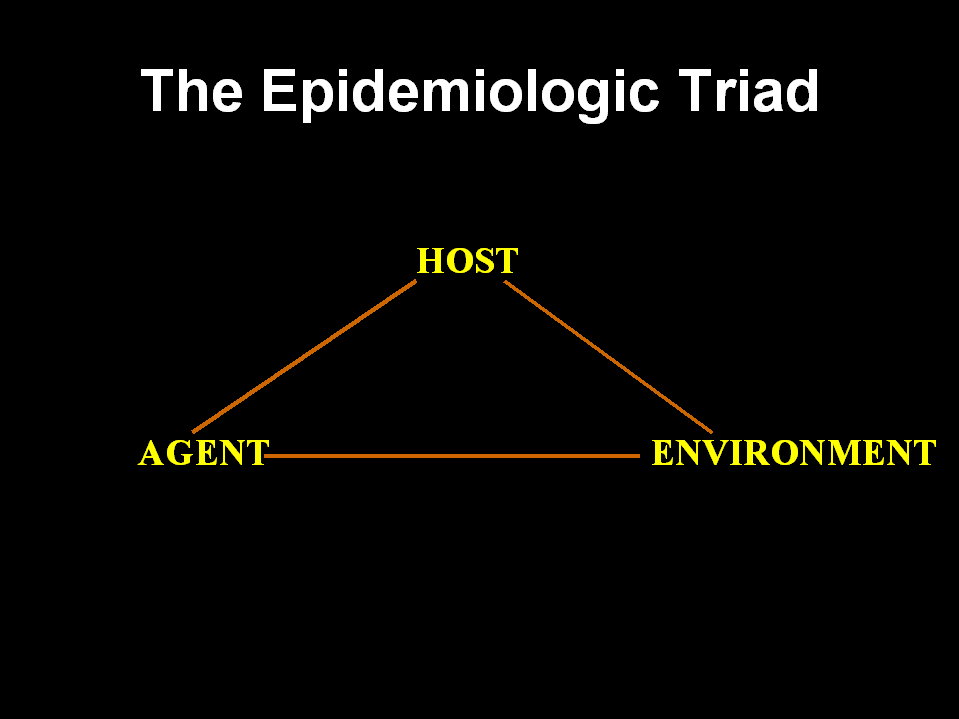 The Epidemiologic Triad
HOST
AGENT
ENVIRONMENT